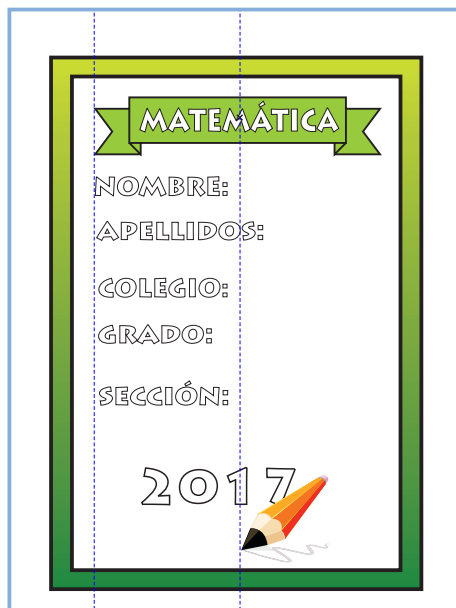 MATEMÁTICA
NOMBRE:
APELLIDOS:
COLEGIO:
GRADO:
SECCIÓN:
2017